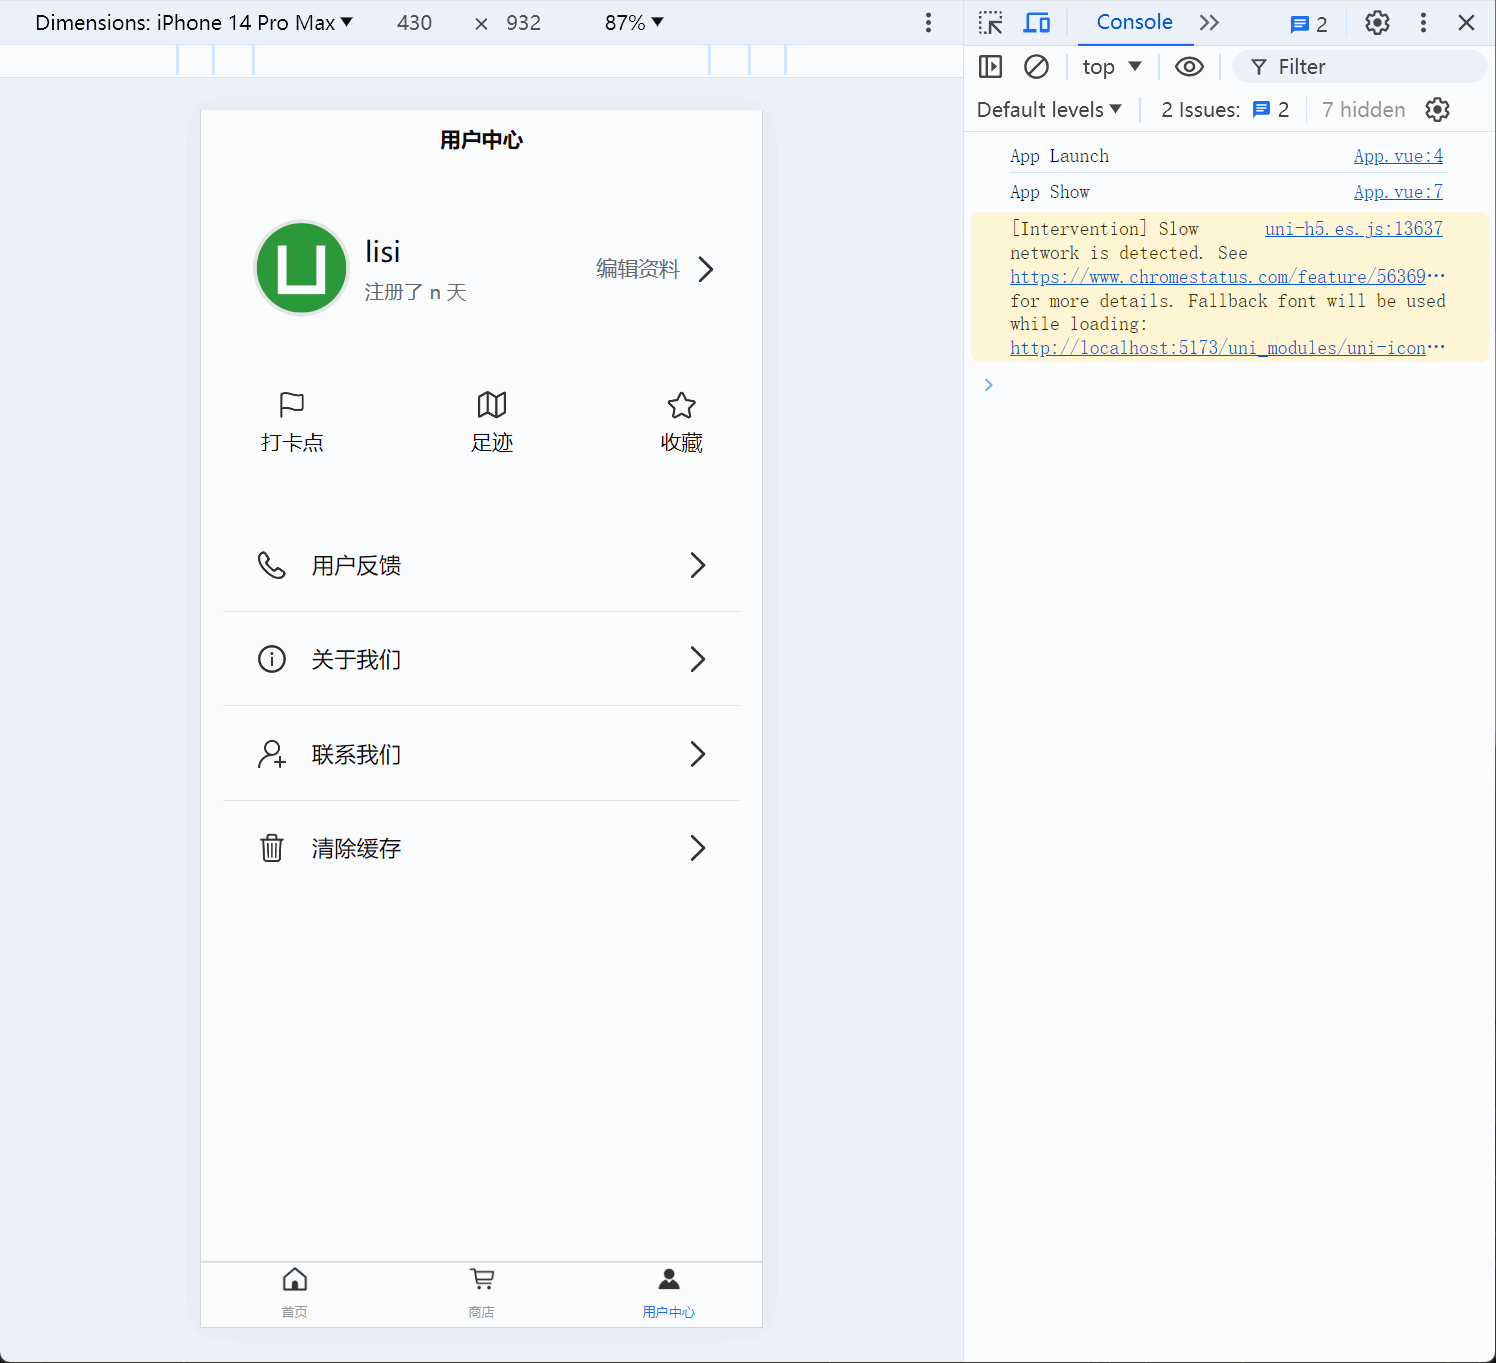 Dimensions: iPhone 14 Pro Max 430 × 932 87%
用户中心
lisi
注册了 n 天
编辑资料
打卡点 足迹 收藏
用户反馈
关于我们
联系我们
清除缓存
首页 商店 用户中心
Console 2
top Filter
Default levels 2 Issues: 2 7 hidden
App Launch App.vue:4
App Show App.vue:7
[Intervention] Slow uni-h5.es.js:13637
network is detected. See
https://www.chromestatus.com/feature/56369…
for more details. Fallback font will be used
while loading:
http://localhost:5173/uni_modules/uni-icon…